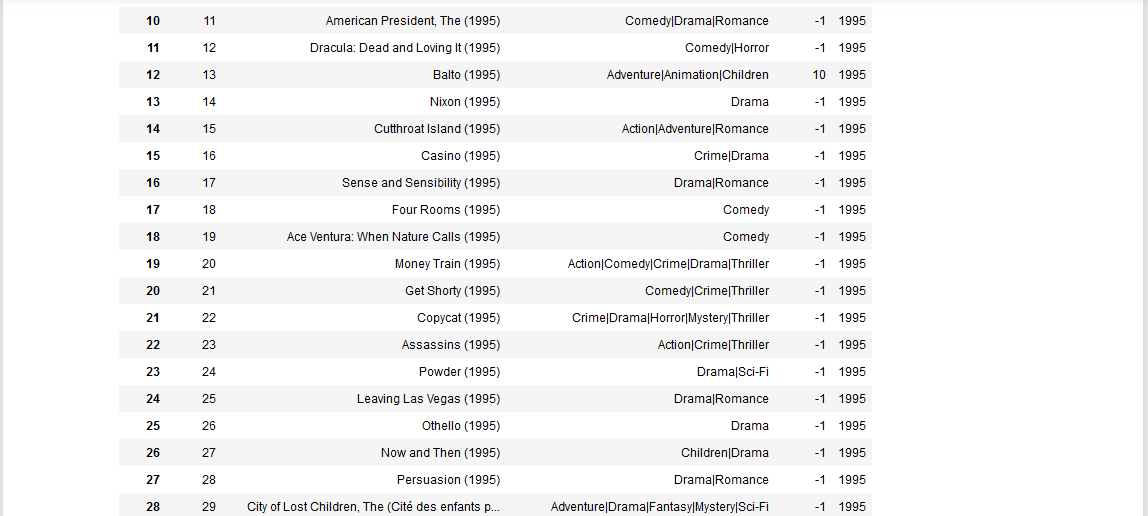 10 11 American President, The (1995) Comedy|Drama|Romance -1 1995
11 12 Dracula: Dead and Loving It (1995) Comedy|Horror -1 1995
12 13 Balto (1995) Adventure|Animation|Children 10 1995
13 14 Nixon (1995) Drama -1 1995
14 15 Cutthroat Island (1995) Action|Adventure|Romance -1 1995
15 16 Casino (1995) Crime|Drama -1 1995
16 17 Sense and Sensibility (1995) Drama|Romance -1 1995
17 18 Four Rooms (1995) Comedy -1 1995
18 19 Ace Ventura: When Nature Calls (1995) Comedy -1 1995
19 20 Money Train (1995) Action|Comedy|Crime|Drama|Thriller -1 1995
20 21 Get Shorty (1995) Comedy|Crime|Thriller -1 1995
21 22 Copycat (1995) Crime|Drama|Horror|Mystery|Thriller -1 1995
22 23 Assassins (1995) Action|Crime|Thriller -1 1995
23 24 Powder (1995) Drama|Sci-Fi -1 1995
24 25 Leaving Las Vegas (1995) Drama|Romance -1 1995
25 26 Othello (1995) Drama -1 1995
26 27 Now and Then (1995) Children|Drama -1 1995
27 28 Persuasion (1995) Drama|Romance -1 1995
28 29 City of Lost Children, The (Cité des enfants p... Adventure|Drama|Fantasy|Mystery|Sci-Fi -1 1995